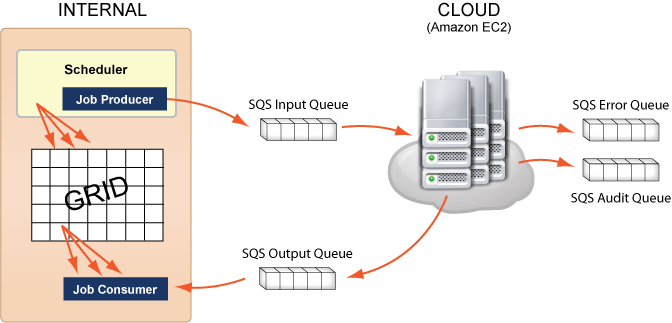 INTERNAL
CLOUD
(Amazon EC2)
Scheduler
Job Producer
SQS Input Queue
SQS Error Queue
GRID
SQS Audit Queue
SQS Output Queue
Job Consumer